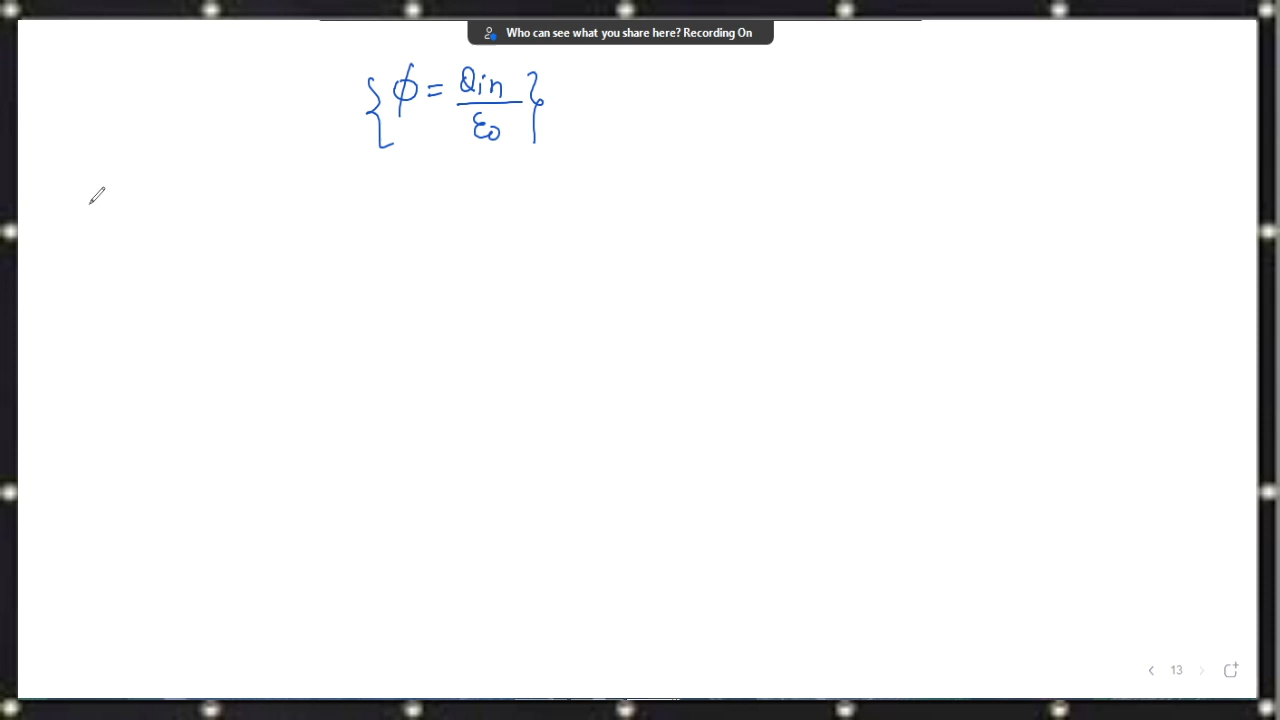 Who can see what you share here? Recording On
{ϕ = Qin / ε0}
13